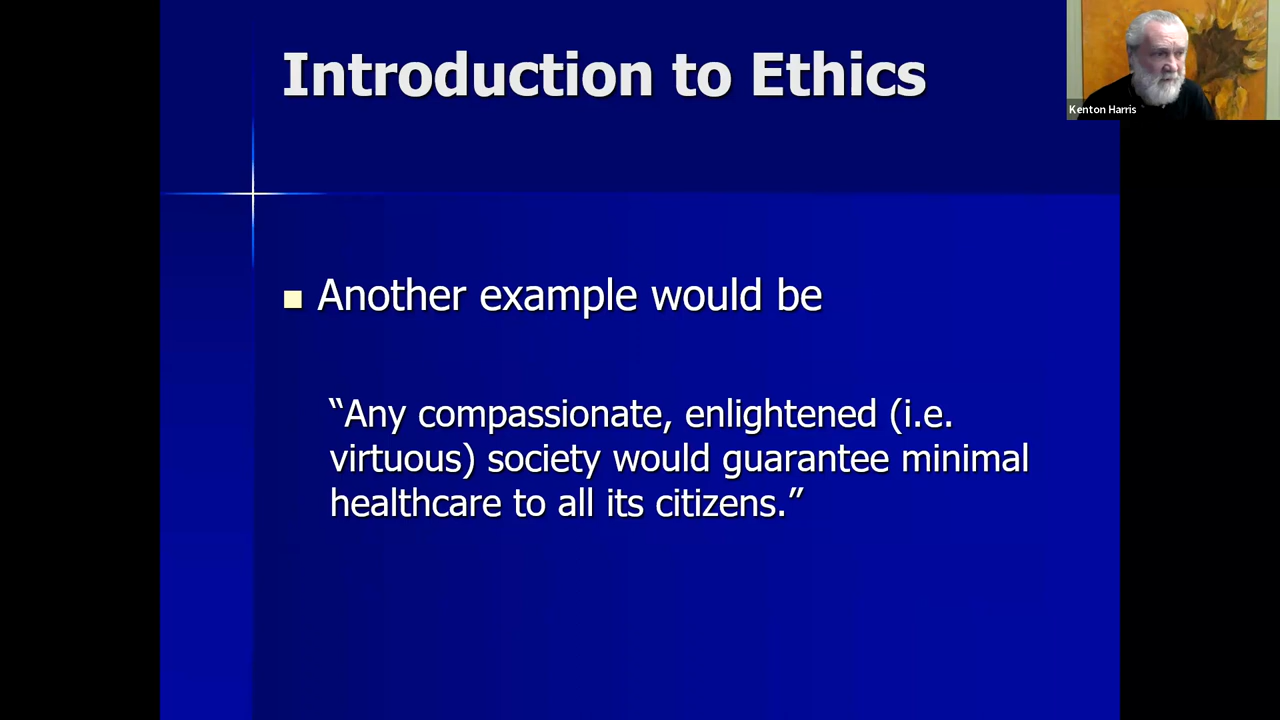 Introduction to Ethics
Kenton Harris
Another example would be
“Any compassionate, enlightened (i.e.
virtuous) society would guarantee minimal
healthcare to all its citizens.”